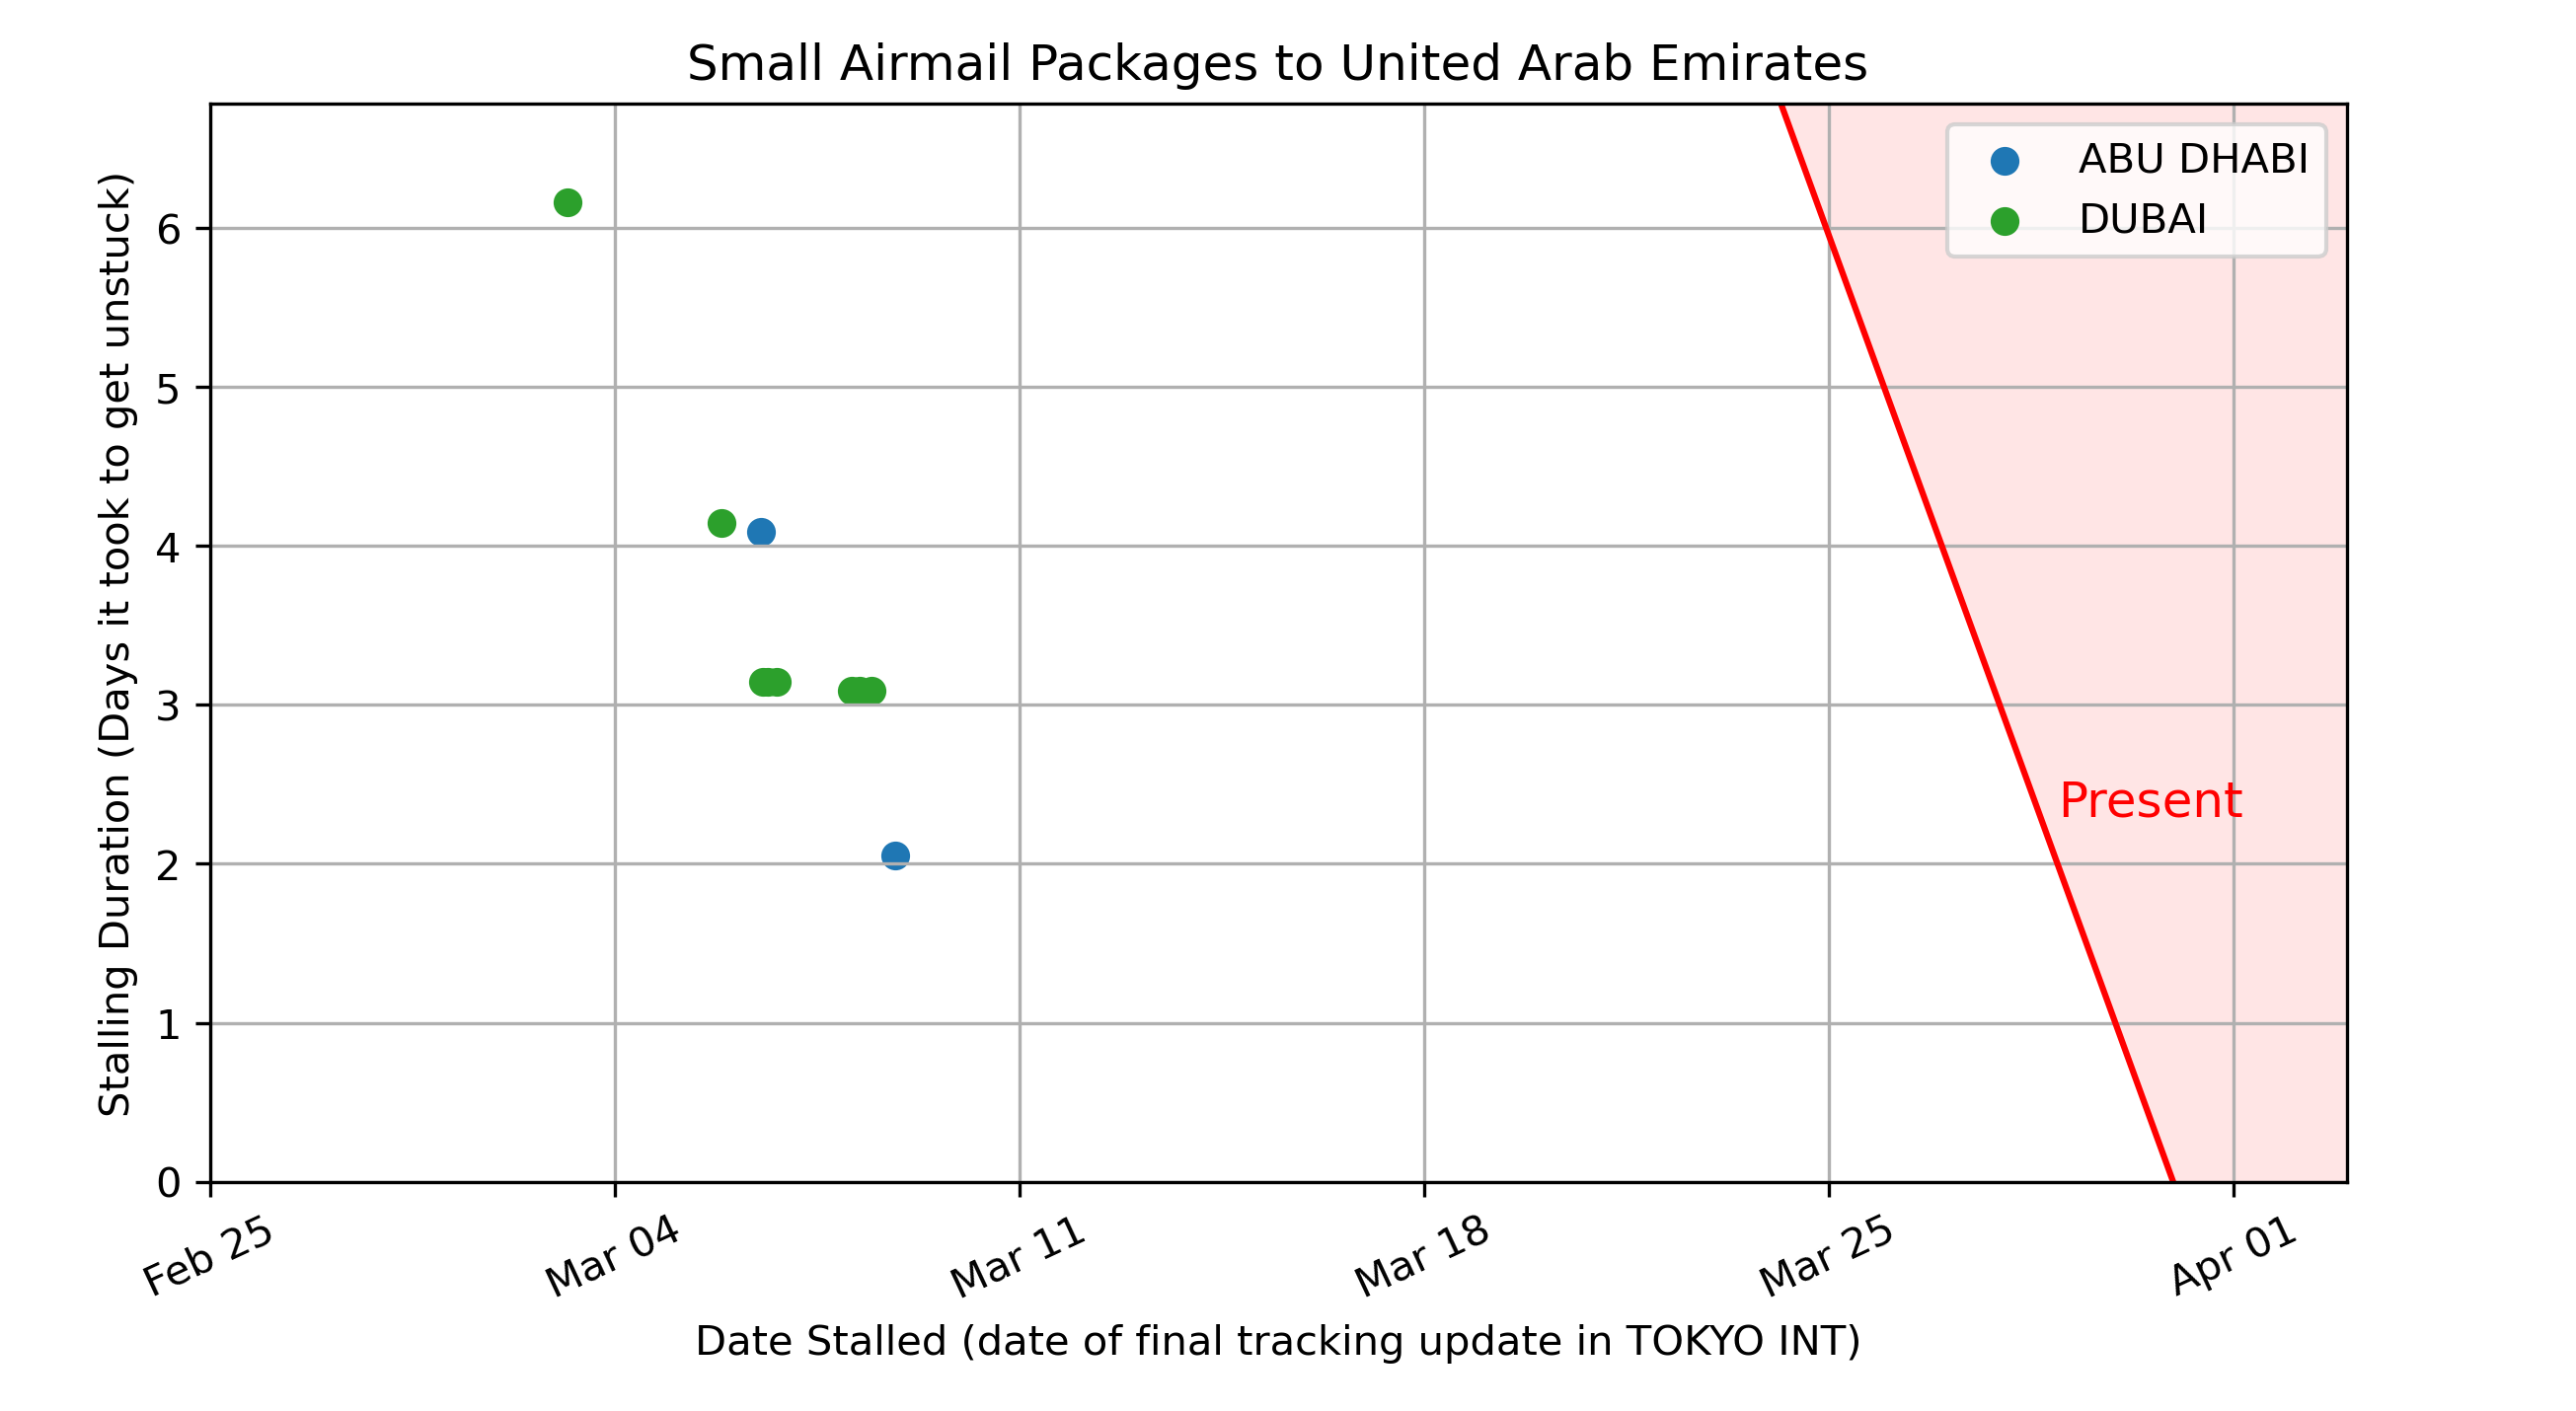 Small Airmail Packages to United Arab Emirates
ABU DHABI
DUBAI
Stalling Duration (Days it took to get unstuck)
6
5
4
3
2
1
0
Present
Feb 25
Mar 04
Mar 11
Mar 18
Mar 25
Apr 01
Date Stalled (date of final tracking update in TOKYO INT)